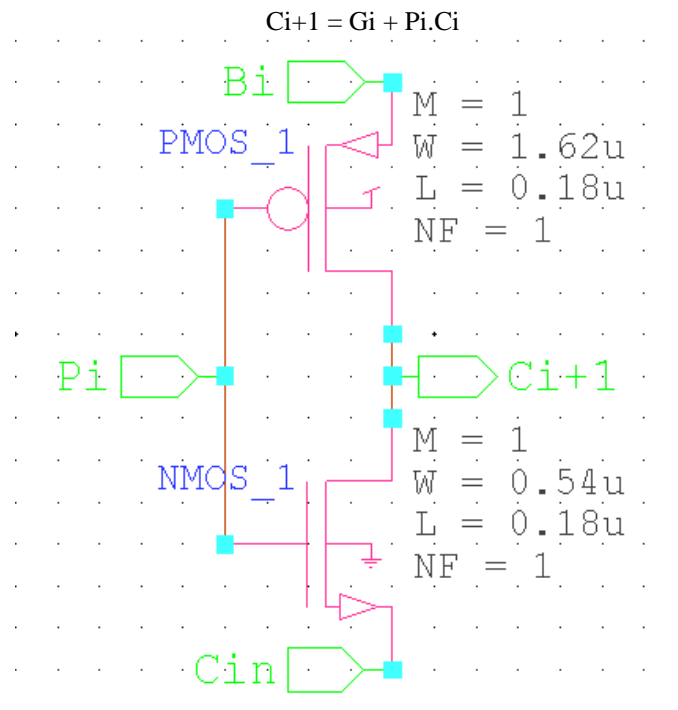 Ci+1 = Gi + Pi.Ci
Bi
M = 1
PMOS_1
W = 1.62u
L = 0.18u
NF = 1
Pi
Ci+1
M = 1
NMOS_1
W = 0.54u
L = 0.18u
NF = 1
Cin